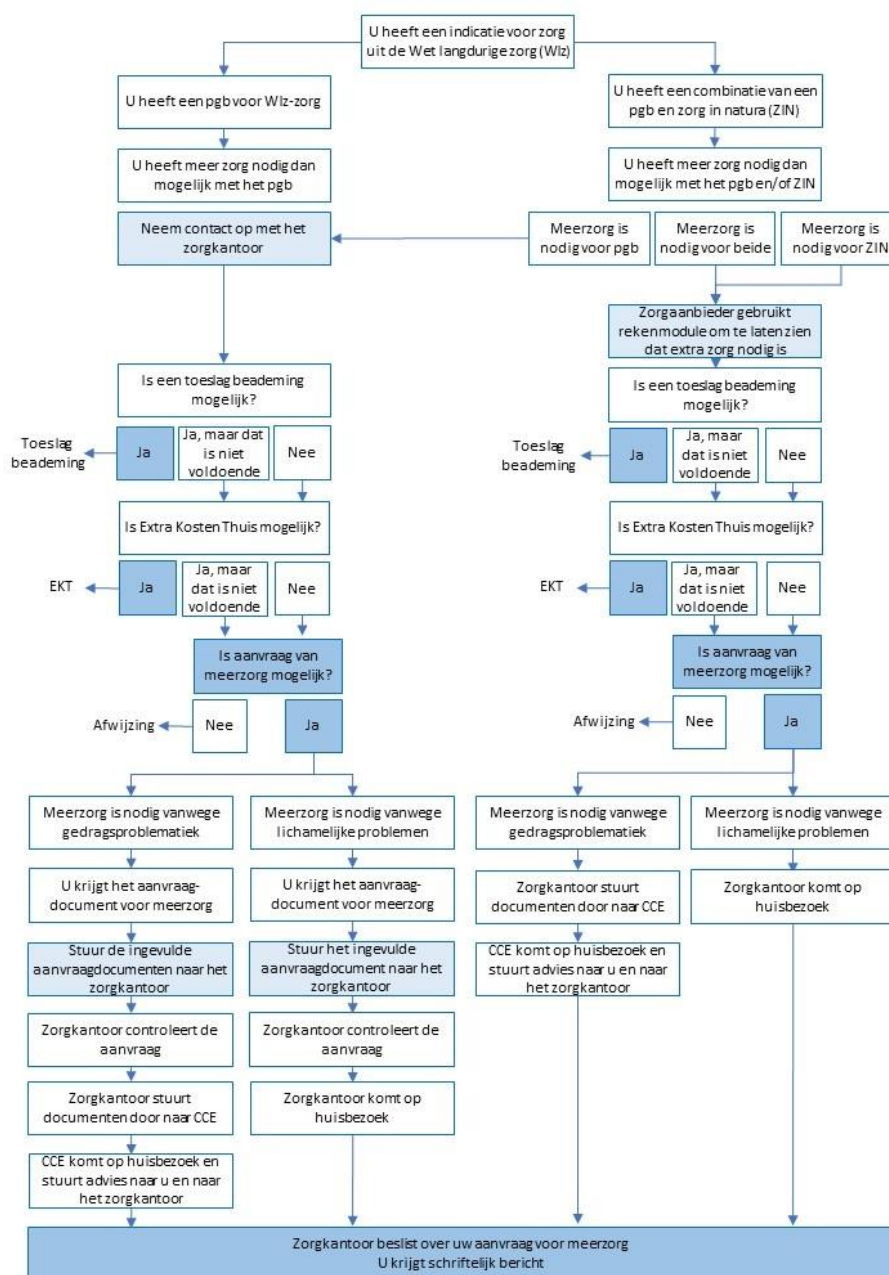 U heeft een indicatie voor zorg
uit de Wet langdurige zorg (Wlz)
U heeft een pgb voor Wlz-zorg
U heeft een combinatie van een
pgb en zorg in natura (ZIN)
U heeft meer zorg nodig dan
mogelijk met het pgb
U heeft meer zorg nodig dan
mogelijk met het pgb en/of ZIN
Neem contact op met het
zorgkantoor
Meerzorg is
nodig voor pgb
Meerzorg is
nodig voor beide
Meerzorg is
nodig voor ZIN
Zorgaanbieder gebruikt
rekenmodule om te laten zien
dat extra zorg nodig is
Is een toeslag beademing
mogelijk?
Toeslag
beademing
Ja
Ja, maar dat
is niet
voldoende
Nee
Is Extra Kosten Thuis mogelijk?
EKT
Ja
Ja, maar
dat is niet
voldoende
Nee
Is aanvraag van
meerzorg mogelijk?
Afwijzing
Nee
Ja
Is een toeslag beademing
mogelijk?
Toeslag
beademing
Ja
Ja, maar
dat is niet
voldoende
Nee
Is Extra Kosten Thuis mogelijk?
EKT
Ja
Ja, maar
dat is niet
voldoende
Nee
Is aanvraag van
meerzorg mogelijk?
Afwijzing
Nee
Ja
Meerzorg is nodig vanwege
gedragsproblematiek
U krijgt het aanvraag-
document voor meerzorg
Stuur de ingevulde
aanvraagdocumenten naar het
zorgkantoor
Zorgkantoor controleert de
aanvraag
Zorgkantoor stuurt
documenten door naar CCE
CCE komt op huisbezoek en
stuurt advies naar u en naar
het zorgkantoor
Meerzorg is nodig vanwege
lichamelijke problemen
U krijgt het aanvraag-
document voor meerzorg
Stuur het ingevulde
aanvraagdocument naar het
zorgkantoor
Zorgkantoor controleert de
aanvraag
Zorgkantoor komt op
huisbezoek
Meerzorg is nodig vanwege
gedragsproblematiek
Zorgkantoor stuurt
documenten door naar CCE
CCE komt op huisbezoek en
stuurt advies naar u en naar
het zorgkantoor
Meerzorg is nodig vanwege
lichamelijke problemen
Zorgkantoor komt op
huisbezoek
Zorgkantoor beslist over uw aanvraag voor meerzorg
U krijgt schriftelijk bericht